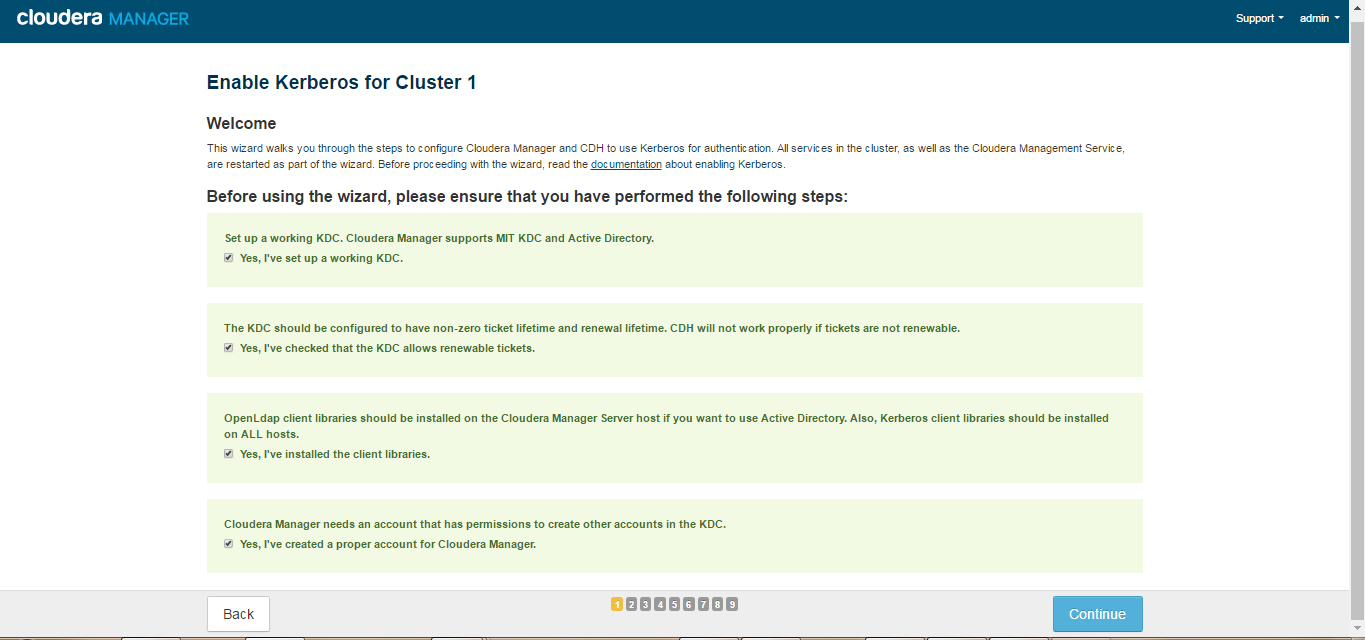 cloudera MANAGER
Support admin
Enable Kerberos for Cluster 1
Welcome
This wizard walks you through the steps to configure Cloudera Manager and CDH to use Kerberos for authentication. All services in the cluster, as well as the Cloudera Management Service,
are restarted as part of the wizard. Before proceeding with the wizard, read the documentation about enabling Kerberos.
Before using the wizard, please ensure that you have performed the following steps:
Set up a working KDC. Cloudera Manager supports MIT KDC and Active Directory.
Yes, I've set up a working KDC.
The KDC should be configured to have non-zero ticket lifetime and renewal lifetime. CDH will not work properly if tickets are not renewable.
Yes, I've checked that the KDC allows renewable tickets.
OpenLdap client libraries should be installed on the Cloudera Manager Server host if you want to use Active Directory. Also, Kerberos client libraries should be installed
on ALL hosts.
Yes, I've installed the client libraries.
Cloudera Manager needs an account that has permissions to create other accounts in the KDC.
Yes, I've created a proper account for Cloudera Manager.
Back 1 2 3 4 5 6 7 8 9 Continue